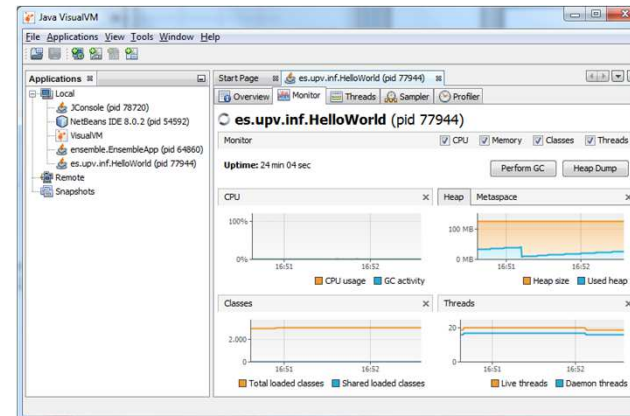 Java VisualVM
File Applications View Tools Window Help
Applications
Local
JConsole (pid 78720)
NetBeans IDE 8.0.2 (pid 54592)
VisualVM
ensemble.EnsembleApp (pid 64860)
es.upv.inf.HelloWorld (pid 77944)
Remote
Snapshots
Start Page es.upv.inf.HelloWorld (pid 77944)
Overview Monitor Threads Sampler Profiler
es.upv.inf.HelloWorld (pid 77944)
Monitor CPU Memory Classes Threads
Uptime: 24 min 04 sec Perform GC Heap Dump
CPU
100%
0%
16:51 16:52
CPU usage GC activity
Heap Metaspace
100 MB
0 MB
16:51 16:52
Heap size Used heap
Classes
2.000
0
16:51 16:52
Total loaded classes Shared loaded classes
Threads
20
0
16:51 16:52
Live threads Daemon threads